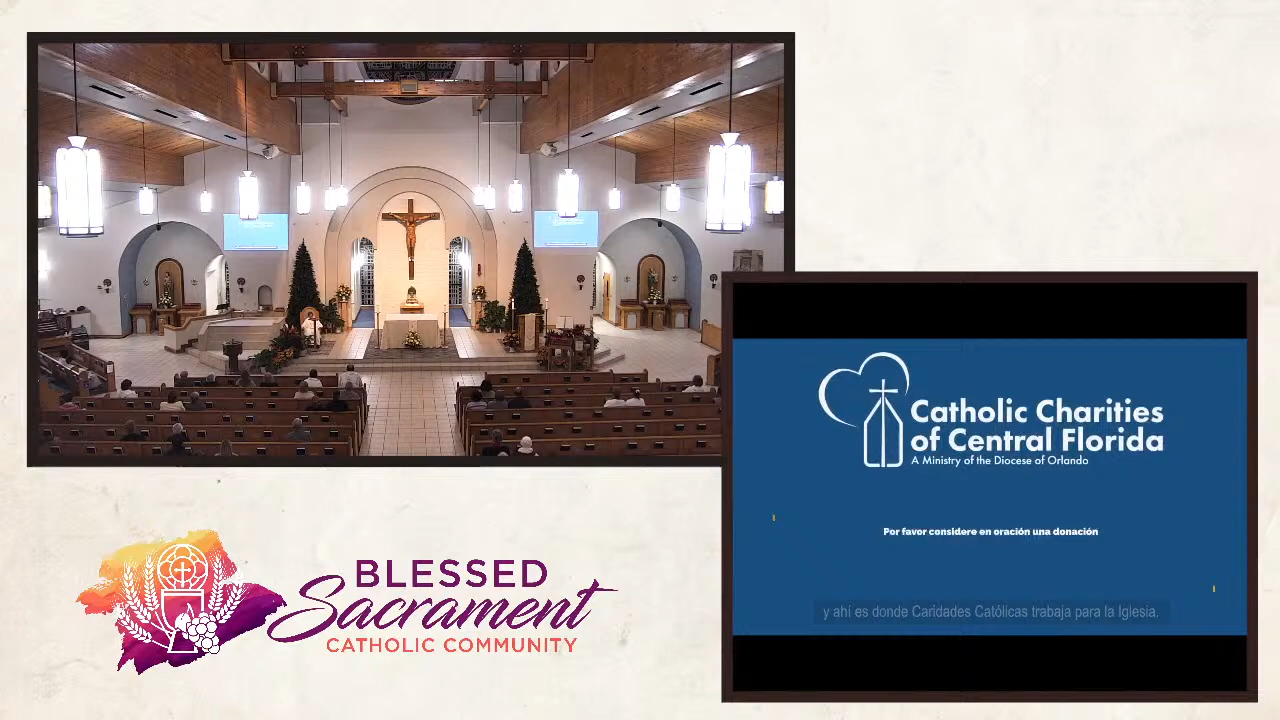 Catholic Charities
of Central Florida
A Ministry of the Diocese of Orlando
Por favor considere en oración una donación
y ahí es donde Caridades Católicas trabaja para la Iglesia.
BLESSED
Sacrament
CATHOLIC COMMUNITY